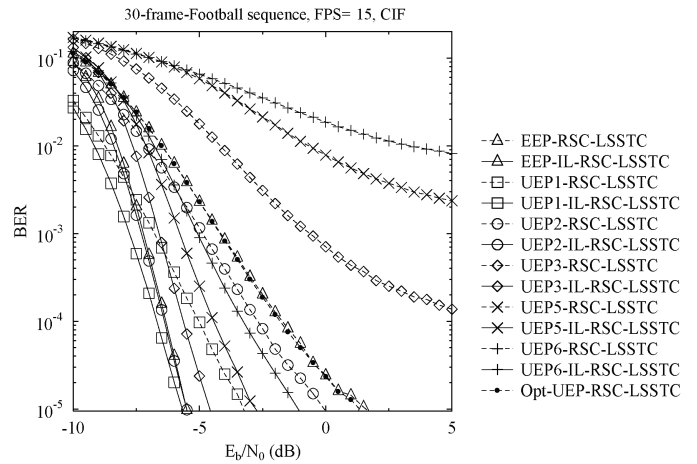 30-frame-Football sequence, FPS= 15, CIF
BER
10^-1
10^-2
10^-3
10^-4
10^-5
-10
-5
0
5
E_b/N_0 (dB)
EEP-RSC-LSSTC
EEP-IL-RSC-LSSTC
UEP1-RSC-LSSTC
UEP1-IL-RSC-LSSTC
UEP2-RSC-LSSTC
UEP2-IL-RSC-LSSTC
UEP3-RSC-LSSTC
UEP3-IL-RSC-LSSTC
UEP5-RSC-LSSTC
UEP5-IL-RSC-LSSTC
UEP6-RSC-LSSTC
UEP6-IL-RSC-LSSTC
Opt-UEP-RSC-LSSTC